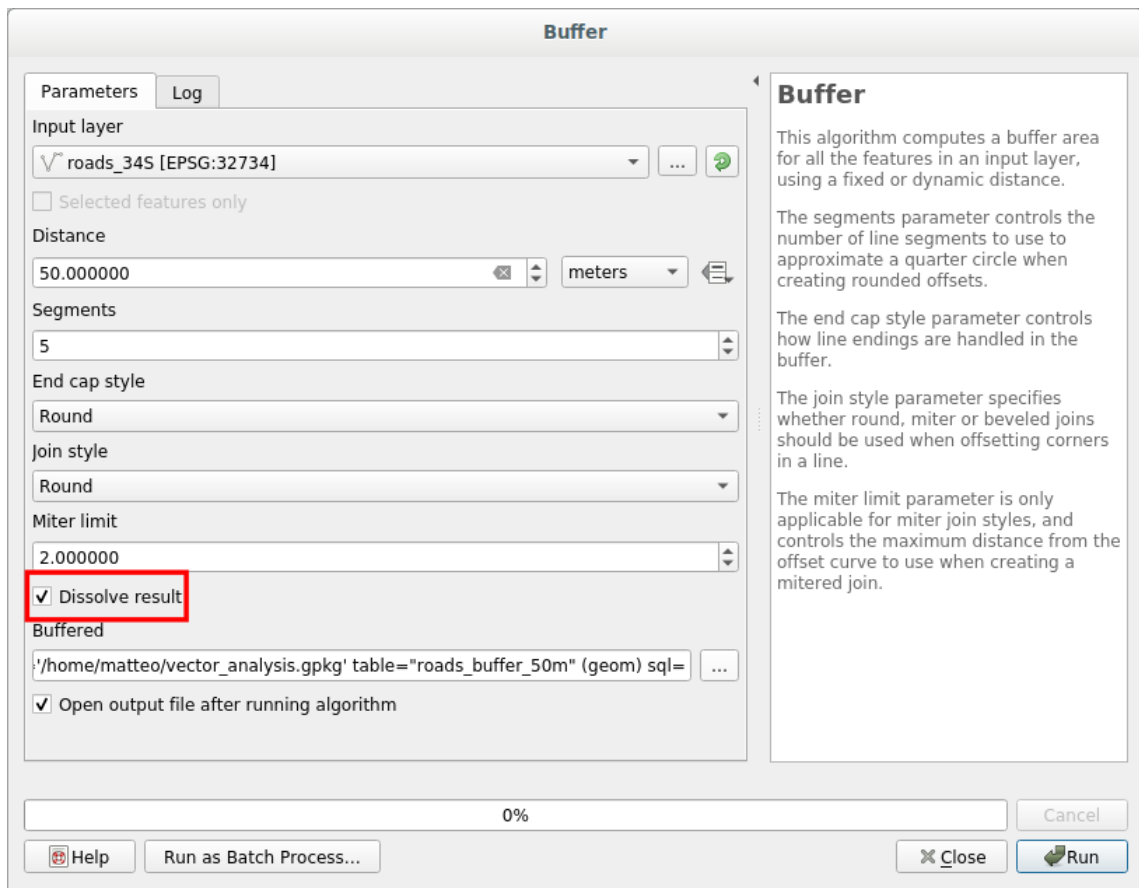 Buffer
Parameters
Log
Input layer
roads_34S [EPSG:32734]
...
Selected features only
Distance
50.000000
meters
Segments
5
End cap style
Round
Join style
Round
Miter limit
2.000000
Dissolve result
Buffered
='/home/matteo/vector_analysis.gpkg' table="roads_buffer_50m" (geom) sql=
...
Open output file after running algorithm
Buffer
This algorithm computes a buffer area
for all the features in an input layer,
using a fixed or dynamic distance.
The segments parameter controls the
number of line segments to use to
approximate a quarter circle when
creating rounded offsets.
The end cap style parameter controls
how line endings are handled in the
buffer.
The join style parameter specifies
whether round, miter or beveled joins
should be used when offsetting corners
in a line.
The miter limit parameter is only
applicable for miter join styles, and
controls the maximum distance from the
offset curve to use when creating a
mitered join.
0%
Cancel
Help
Run as Batch Process...
Close
Run